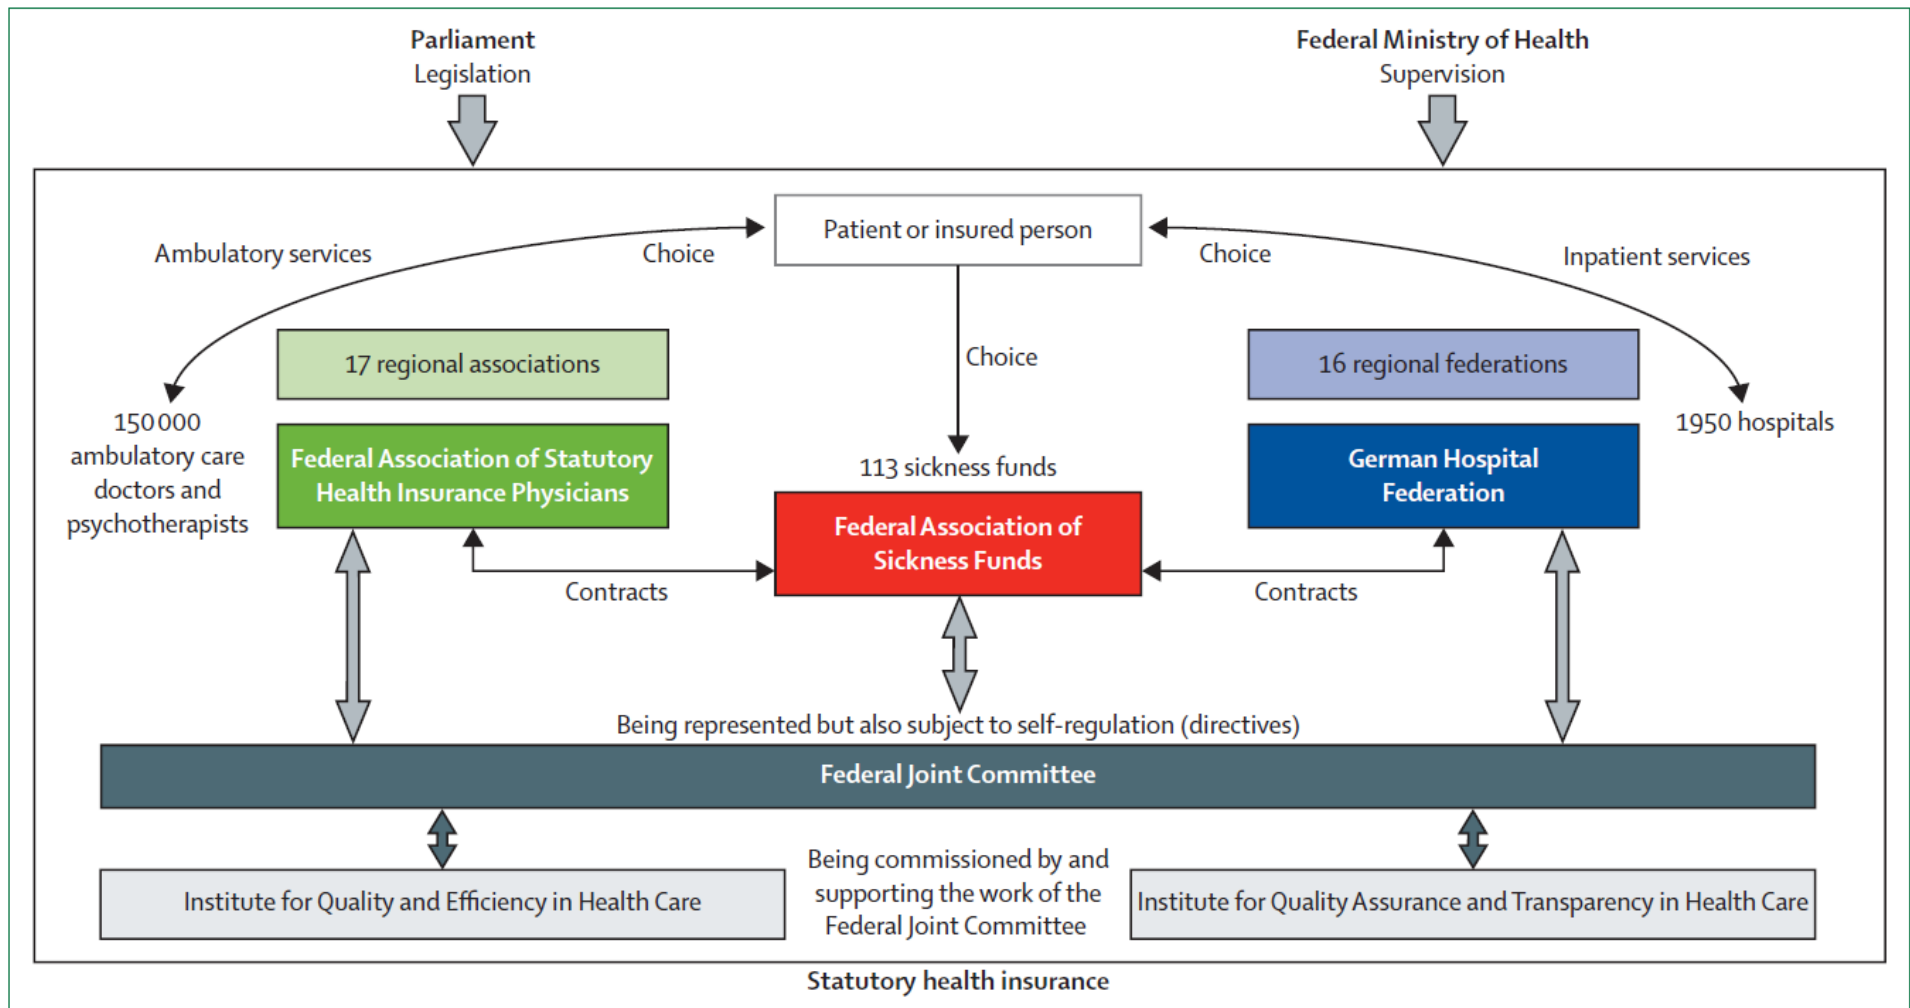 Parliament
Legislation
Federal Ministry of Health
Supervision
Patient or insured person
Ambulatory services
Choice
Choice
Inpatient services
17 regional associations
Choice
16 regional federations
150 000
ambulatory care
doctors and
psychotherapists
1950 hospitals
Federal Association of Statutory
Health Insurance Physicians
113 sickness funds
German Hospital
Federation
Federal Association of
Sickness Funds
Contracts
Contracts
Being represented but also subject to self-regulation (directives)
Federal Joint Committee
Institute for Quality and Efficiency in Health Care
Being commissioned by and
supporting the work of the
Federal Joint Committee
Institute for Quality Assurance and Transparency in Health Care
Statutory health insurance